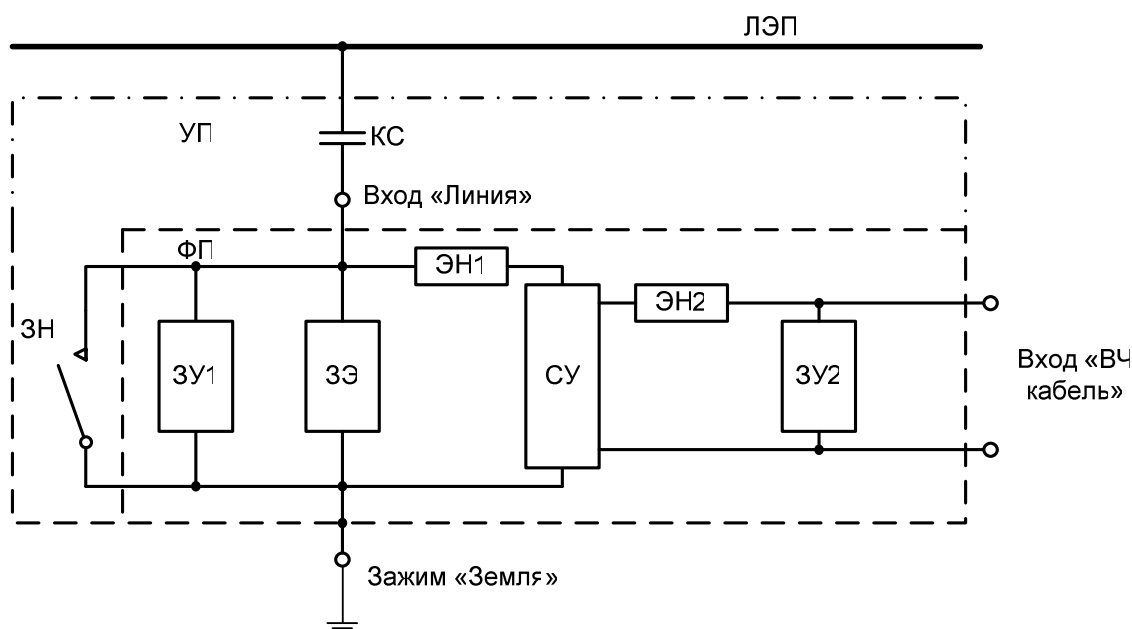 ЛЭП
УП
КС
Вход «Линия»
ФП
ЭН1
ЭН2
ЗН
ЗУ1
ЗЭ
СУ
ЗУ2
Вход «ВЧ
кабель»
Зажим «Земля»